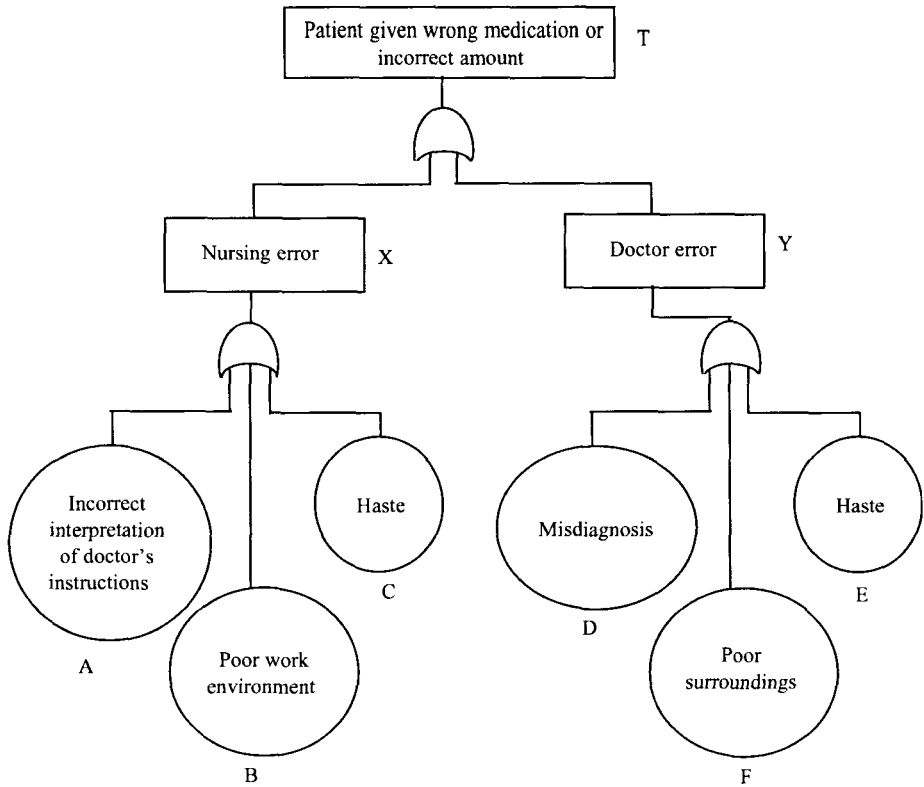 Patient given wrong medication or
incorrect amount
T
Nursing error
X
Doctor error
Y
Incorrect
interpretation
of doctor's
instructions
A
Poor work
environment
B
Haste
C
Misdiagnosis
D
Poor
surroundings
F
Haste
E